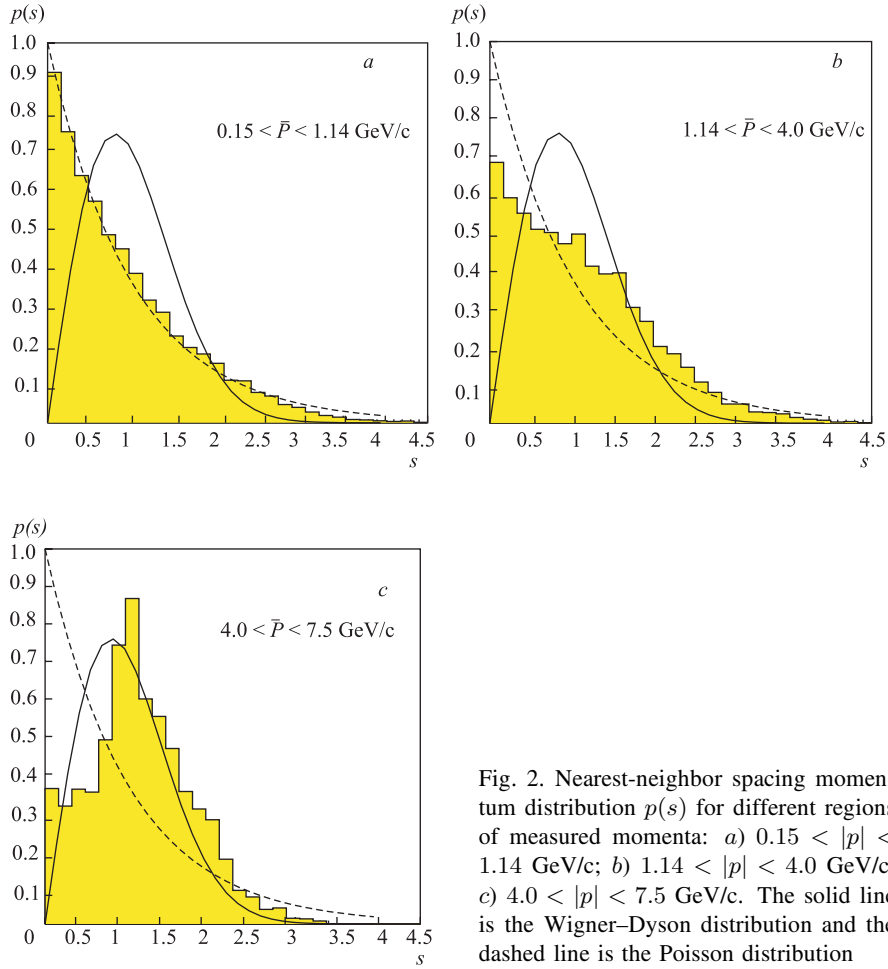 p(s)
1.0
a
0.9
0.8
0.15 < P̄ < 1.14 GeV/c
0.7
0.6
0.5
0.4
0.3
0.2
0.1
0
0.5 1 1.5 2 2.5 3 3.5 4 4.5
s
p(s)
1.0
b
0.9
0.8
1.14 < P̄ < 4.0 GeV/c
0.7
0.6
0.5
0.4
0.3
0.2
0.1
0
0.5 1 1.5 2 2.5 3 3.5 4 4.5
s
p(s)
1.0
0.9
c
0.8
4.0 < P̄ < 7.5 GeV/c
0.7
0.6
0.5
0.4
0.3
0.2
0.1
0
0.5 1 1.5 2 2.5 3 3.5 4 4.5
s
Fig. 2. Nearest-neighbor spacing momen
tum distribution p(s) for different regions
of measured momenta: a) 0.15 < |p| <
1.14 GeV/c; b) 1.14 < |p| < 4.0 GeV/c
c) 4.0 < |p| < 7.5 GeV/c. The solid line
is the Wigner–Dyson distribution and the
dashed line is the Poisson distribution